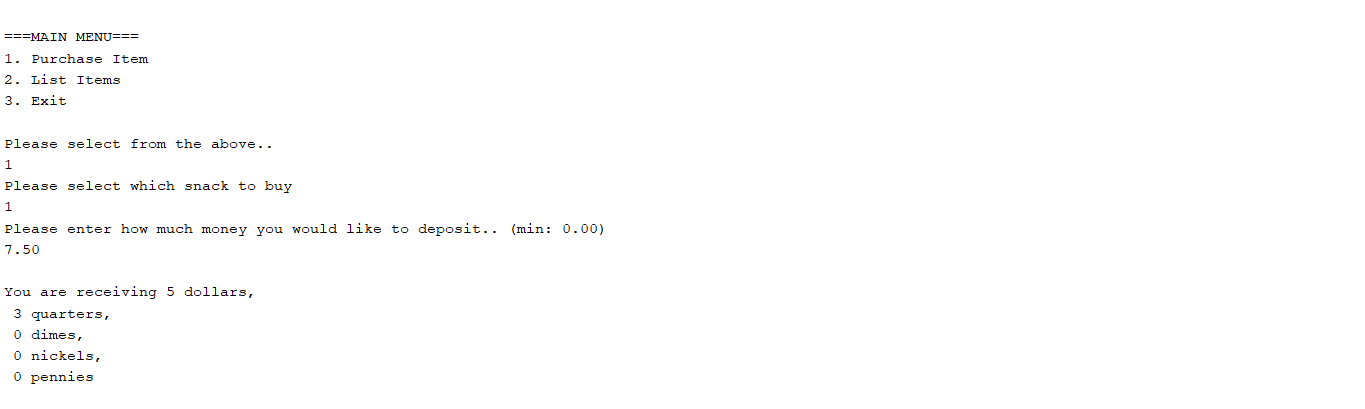 ===MAIN MENU===
1. Purchase Item
2. List Items
3. Exit
Please select from the above..
1
Please select which snack to buy
1
Please enter how much money you would like to deposit.. (min: 0.00)
7.50
You are receiving 5 dollars,
3 quarters,
0 dimes,
0 nickels,
0 pennies